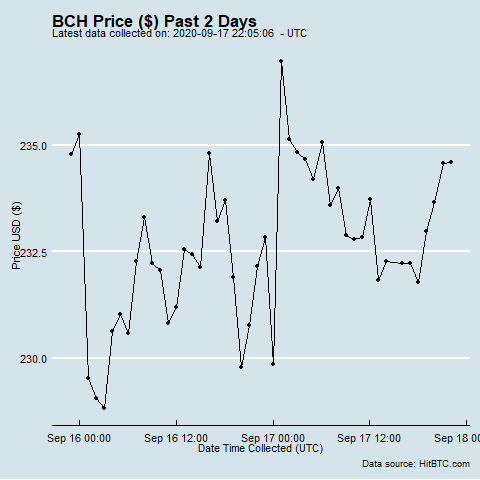 BCH Price ($) Past 2 Days
Latest data collected on: 2020-09-17 22:05:06  - UTC
235.0
232.5
230.0
Price USD ($)
Sep 16 00:00
Sep 16 12:00
Sep 17 00:00
Sep 17 12:00
Sep 18 00
Date Time Collected (UTC)
Data source: HitBTC.com